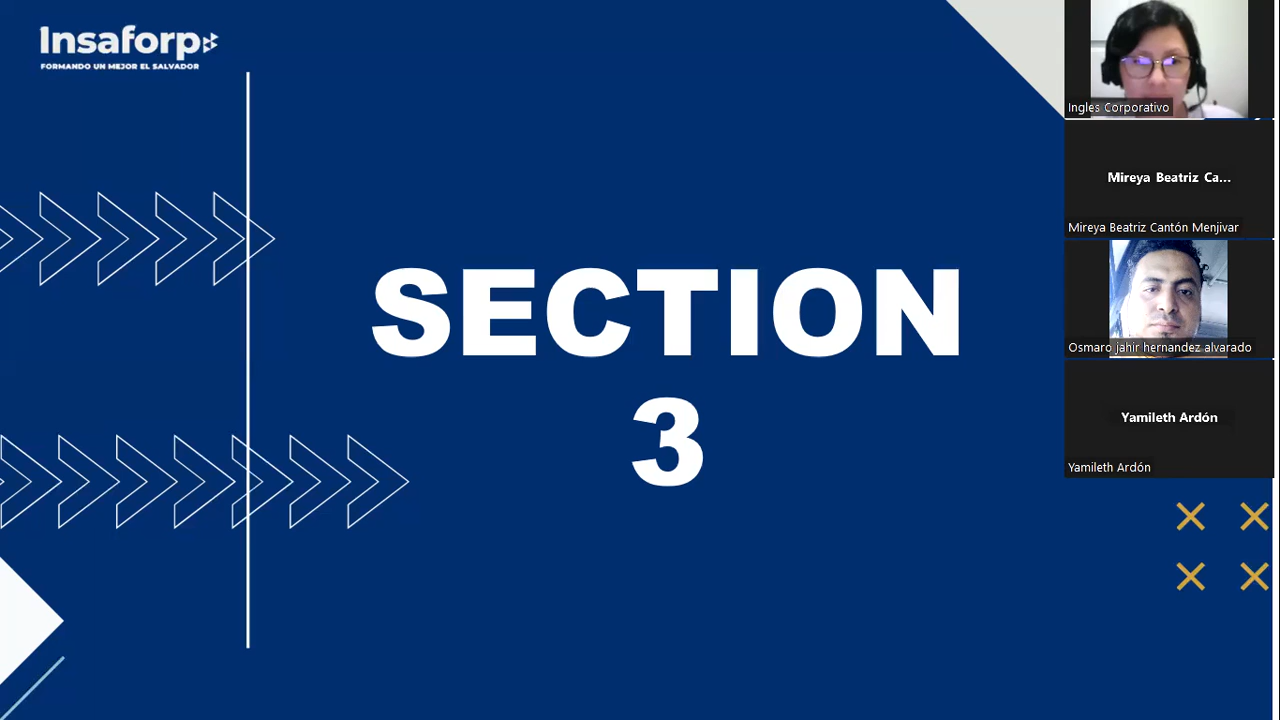 Insaforp
FORMANDO UN MEJOR EL SALVADOR
SECTION
3
Ingles Corporativo
Mireya Beatriz Ca...
Mireya Beatriz Cantón Menjivar
Osmaro jahir hernandez alvarado
Yamileth Ardón
Yamileth Ardón